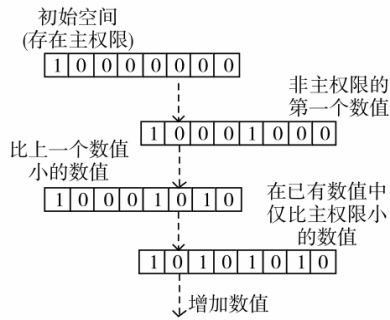 初始空间
(存在主权限)
1 0 0 0 0 0 0 0
非主权限的
第一个数值
1 0 0 0 1 0 0 0
比上一个数值
小的数值
1 0 0 0 1 0 1 0
在已有数值中
仅比主权限小
的数值
1 0 1 0 1 0 1 0
增加数值